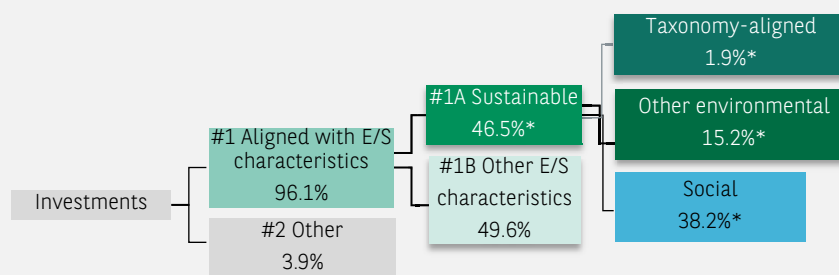 Investments
#1 Aligned with E/S
characteristics
96.1%
#2 Other
3.9%
#1A Sustainable
46.5%*
#1B Other E/S
characteristics
49.6%
Taxonomy-aligned
1.9%*
Other environmental
15.2%*
Social
38.2%*